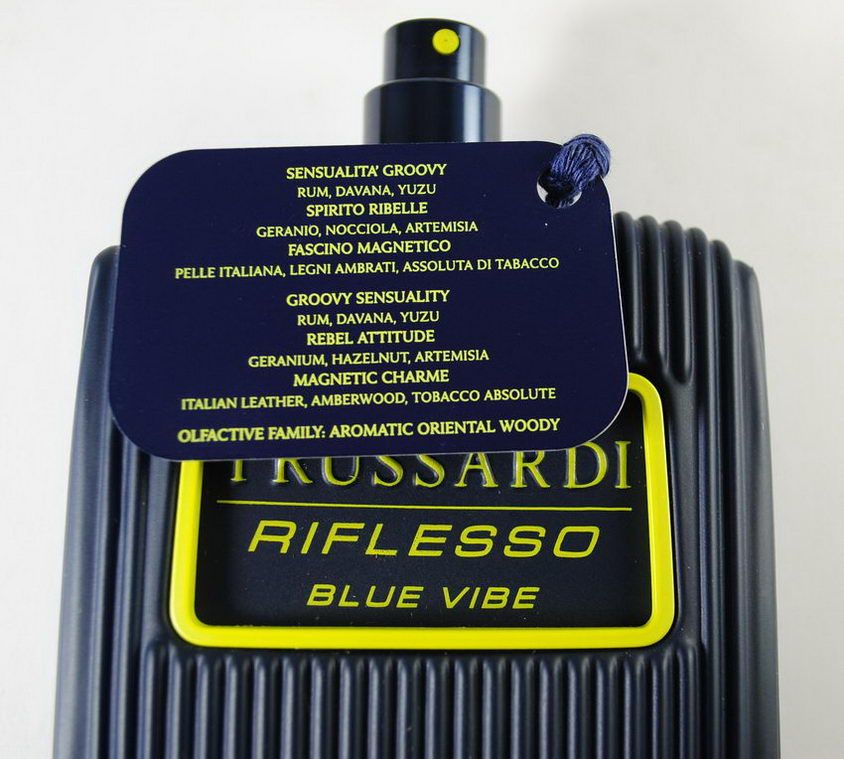 SENSUALITA' GROOVY
RUM, DAVANA, YUZU
SPIRITO RIBELLE
GERANIO, NOCCIOLA, ARTEMISIA
FASCINO MAGNETICO
PELLE ITALIANA, LEGNI AMBRATI, ASSOLUTA DI TABACCO
GROOVY SENSUALITY
RUM, DAVANA, YUZU
REBEL ATTITUDE
GERANIUM, HAZELNUT, ARTEMISIA
MAGNETIC CHARME
ITALIAN LEATHER, AMBERWOOD, TOBACCO ABSOLUTE
OLFACTIVE FAMILY: AROMATIC ORIENTAL WOODY
TRUSSARDI
RIFLESSO
BLUE VIBE